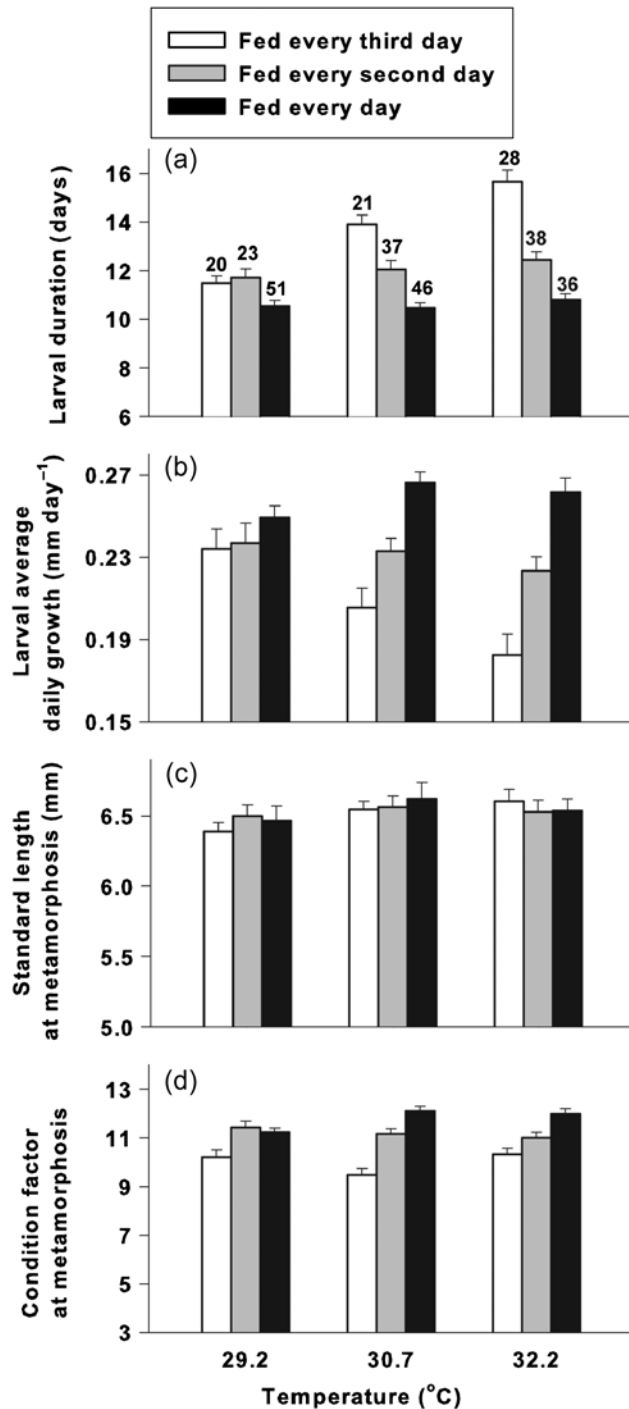 Fed every third day
Fed every second day
Fed every day
(a)
Larval duration (days)
16
14
12
10
8
6
20
23
51
21
37
46
28
38
36
(b)
Larval average
daily growth (mm day⁻¹)
0.27
0.23
0.19
0.15
(c)
Standard length
at metamorphosis (mm)
6.5
6.0
5.5
5.0
(d)
Condition factor
at metamorphosis
13
11
9
7
5
3
29.2
30.7
32.2
Temperature (°C)